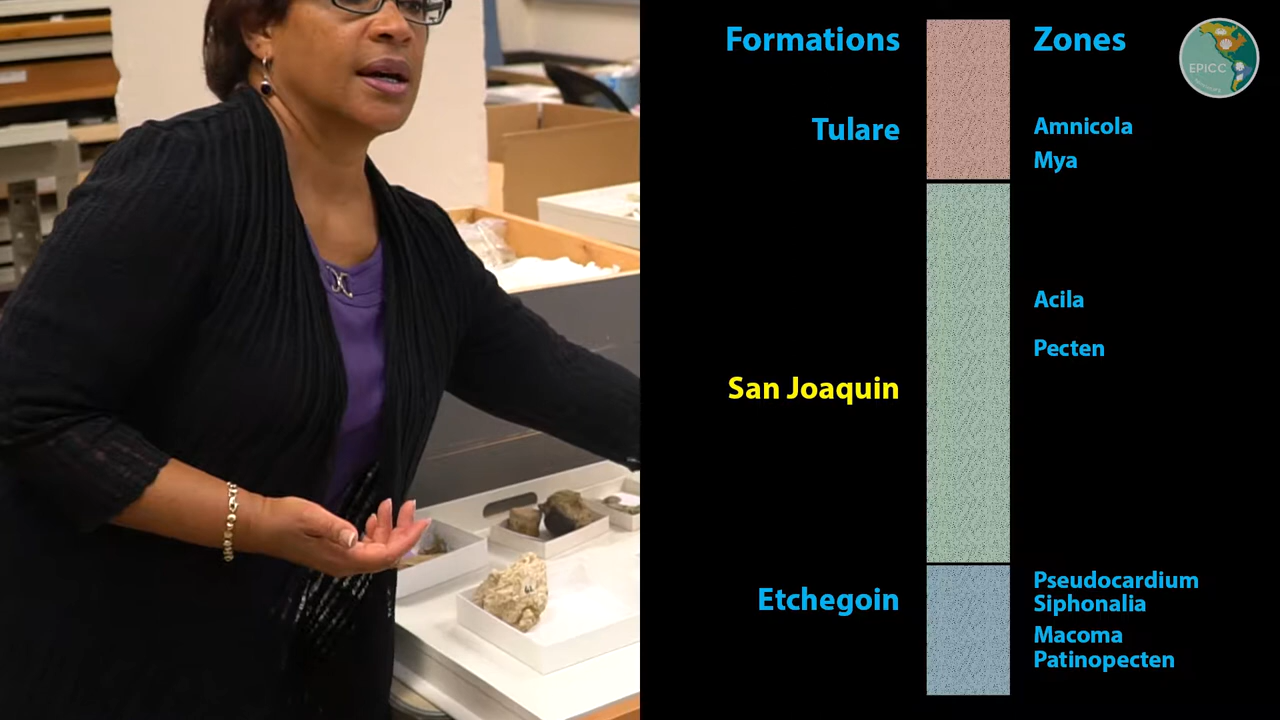 Formations
Zones
EPICC
Tulare
Amnicola
Mya
Acila
Pecten
San Joaquin
Etchegoin
Pseudocardium
Siphonalia
Macoma
Patinopecten